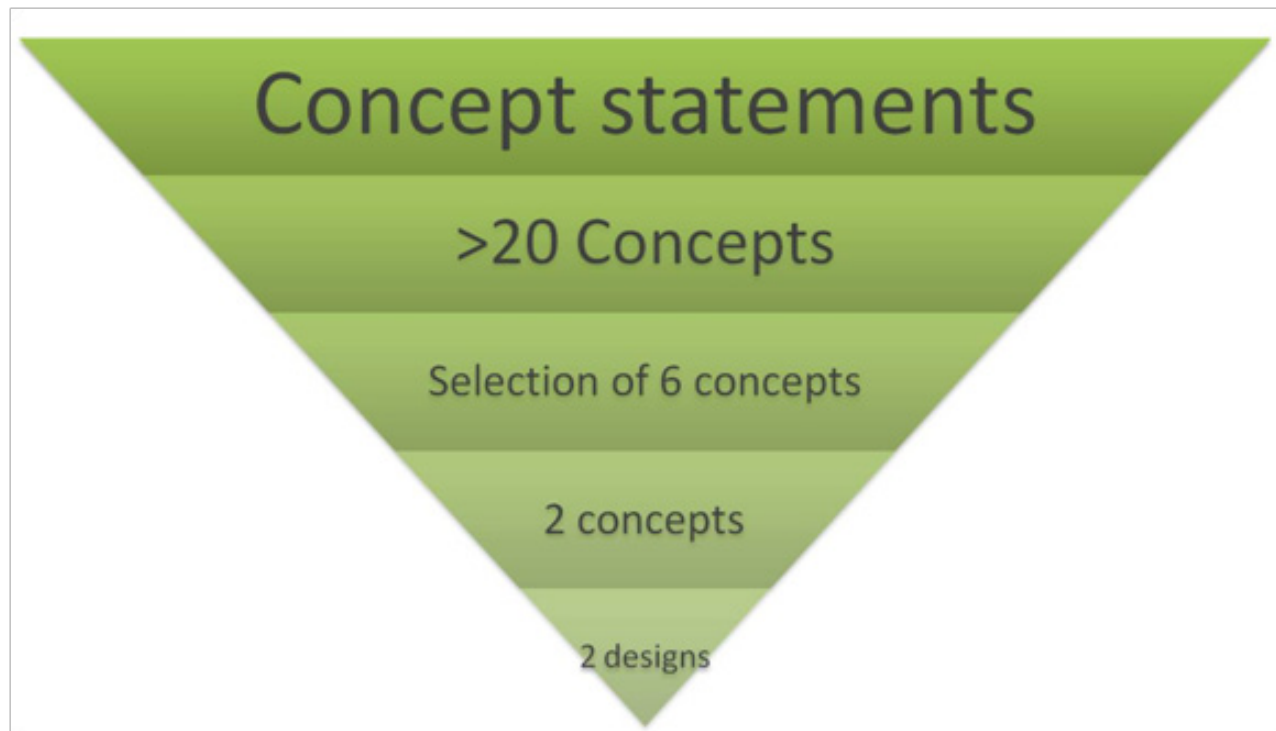 Concept statements
>20 Concepts
Selection of 6 concepts
2 concepts
2 designs